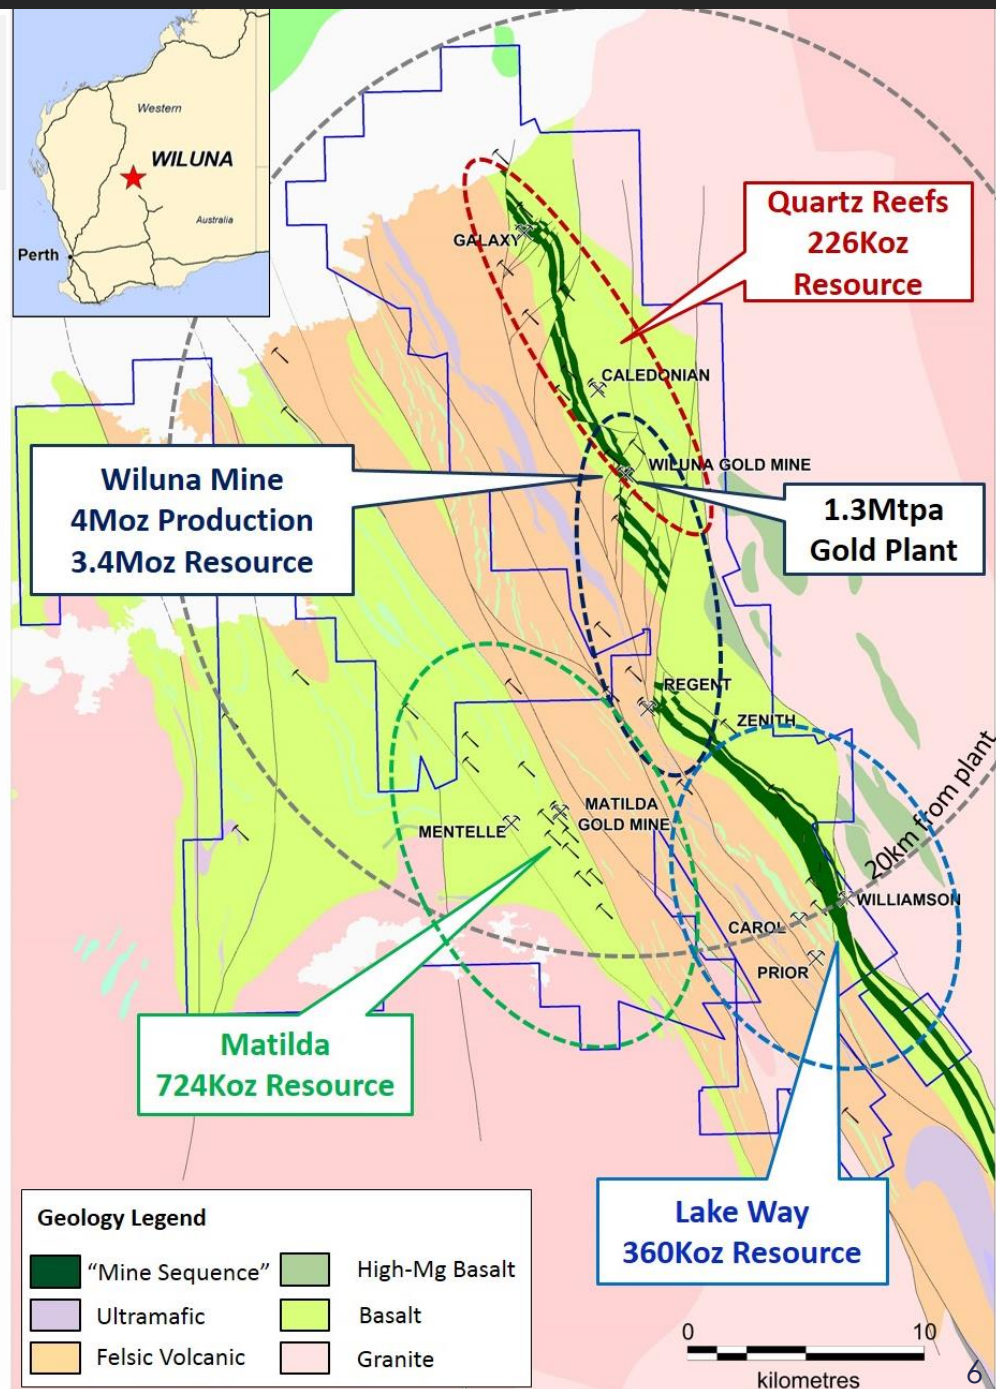 Western
WILUNA
Australia
Perth
Quartz Reefs
226Koz
Resource
GALAXY
CALEDONIAN
WILUNA GOLD MINE
Wiluna Mine
4Moz Production
3.4Moz Resource
1.3Mtpa
Gold Plant
REGENT
ZENITH
MATILDA
GOLD MINE
MENTELLE
20km from plant
WILLIAMSON
CAROL
PRIOR
Matilda
724Koz Resource
Lake Way
360Koz Resource
Geology Legend
“Mine Sequence”
High-Mg Basalt
Ultramafic
Basalt
Felsic Volcanic
Granite
0
10
kilometres
6